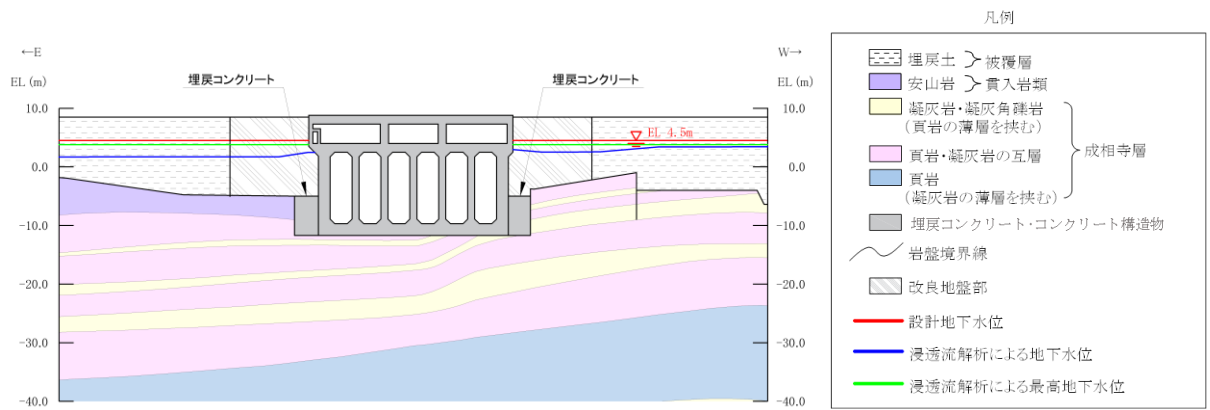 凡例
←E
W→
EL (m)
埋戻コンクリート
埋戻コンクリート
EL (m)
10.0
0.0
-10.0
-20.0
-30.0
-40.0
EL 4.5m
10.0
0.0
-10.0
-20.0
-30.0
-40.0
埋戻土
被覆層
安山岩
貫入岩類
凝灰岩・凝灰角礫岩
(頁岩の薄層を挟む)
頁岩・凝灰岩の互層
成相寺層
頁岩
(凝灰岩の薄層を挟む)
埋戻コンクリート・コンクリート構造物
岩盤境界線
改良地盤部
設計地下水位
浸透流解析による地下水位
浸透流解析による最高地下水位